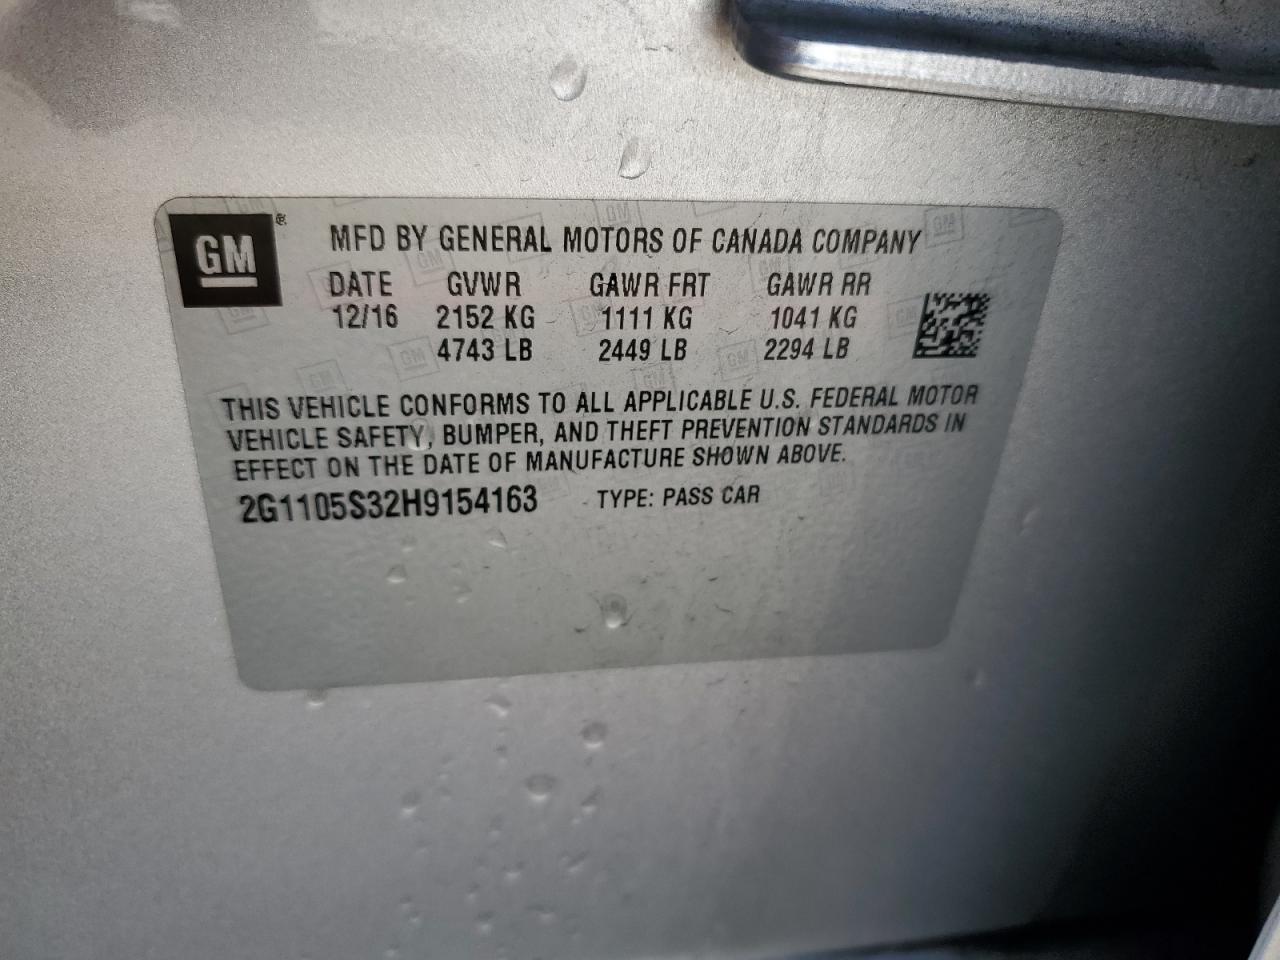 GM ®
MFD BY GENERAL MOTORS OF CANADA COMPANY
DATE GVWR GAWR FRT GAWR RR
12/16 2152 KG 1111 KG 1041 KG
4743 LB 2449 LB 2294 LB
THIS VEHICLE CONFORMS TO ALL APPLICABLE U.S. FEDERAL MOTOR
VEHICLE SAFETY, BUMPER, AND THEFT PREVENTION STANDARDS IN
EFFECT ON THE DATE OF MANUFACTURE SHOWN ABOVE.
2G1105S32H9154163 TYPE: PASS CAR